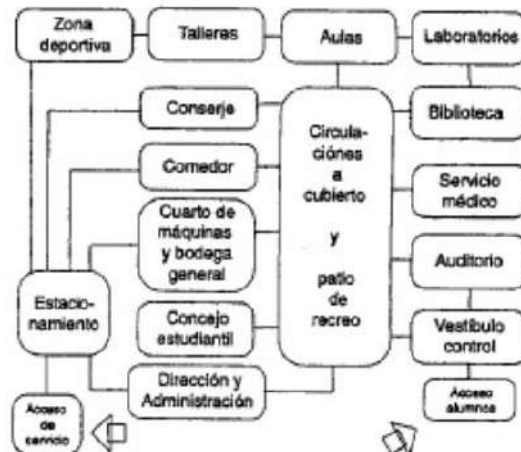 Zona
deportiva
Talleres
Aulas
Laboratorios
Conserje
Circula-
ciónes
a
cubierto
y
patio
de
recreo
Biblioteca
Comedor
Servicio
médico
Cuarto de
máquinas
y bodega
general
Auditorio
Estacio-
namiento
Concejo
estudiantil
Vestíbulo
control
Dirección y
Administración
Acceso
alumnos
Acceso
de
servicio